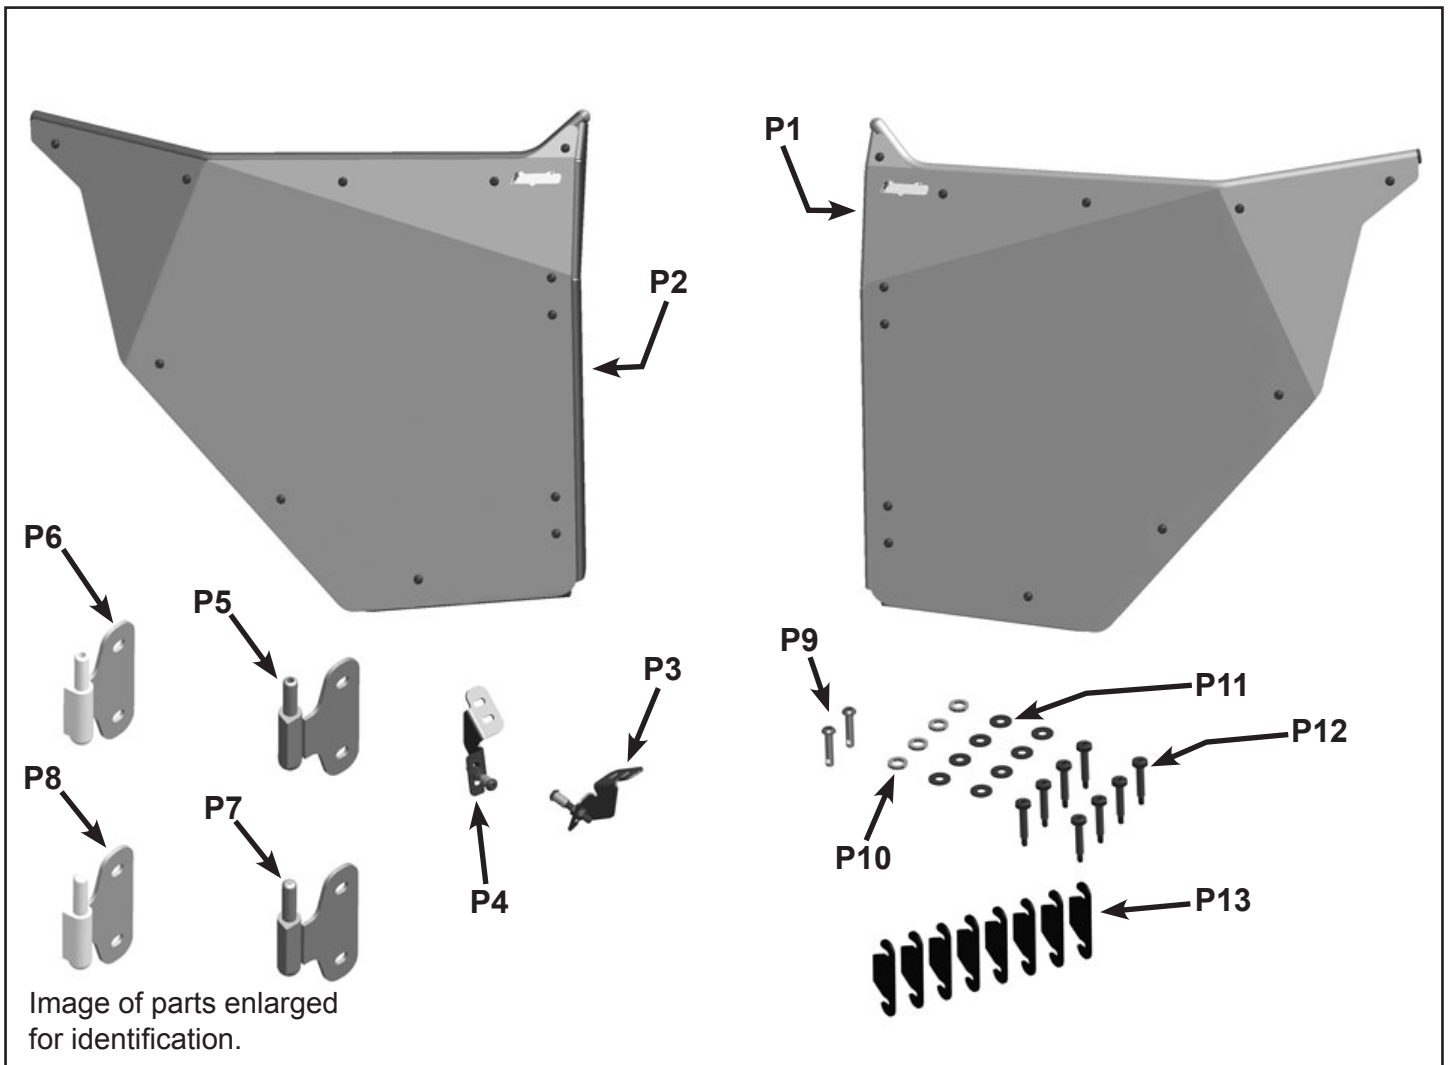 P1
P2
P6
P5
P3
P9
P11
P12
P8
P7
P10
P4
P13
Image of parts enlarged
for identification.